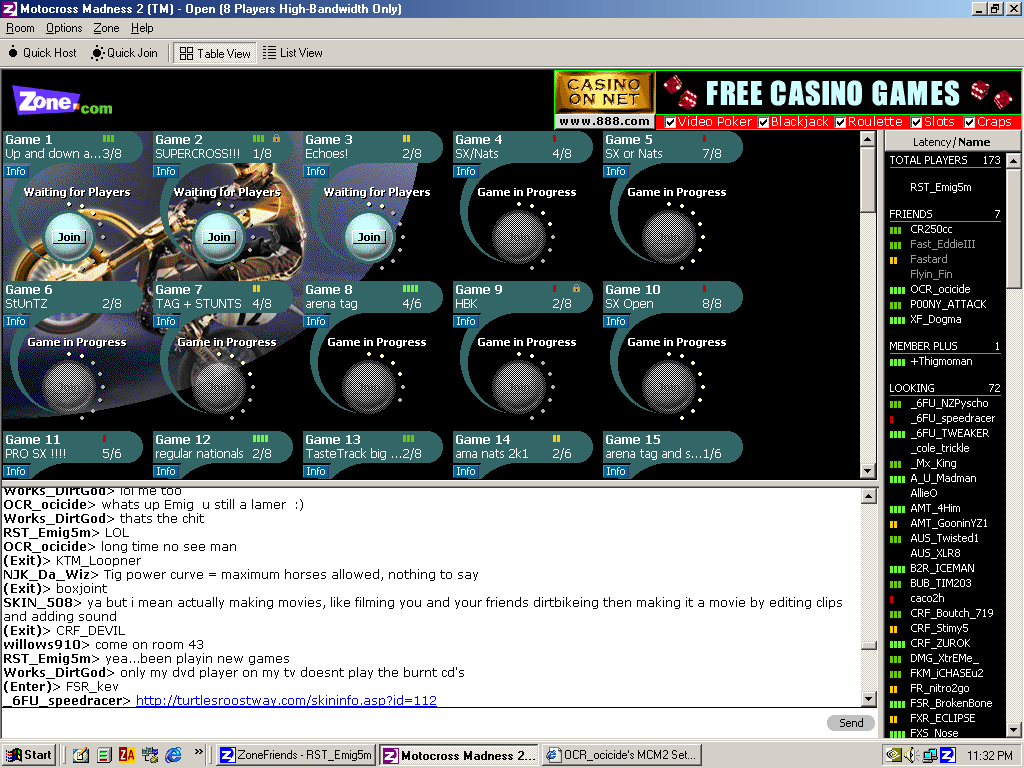 Motocross Madness 2 (TM) - Open (8 Players High-Bandwidth Only)
Room Options Zone Help
Quick Host Quick Join Table View List View
Zone.com
CASINO ON NET
www.888.com
FREE CASINO GAMES
Video Poker Blackjack Roulette Slots Craps
Game 1
Up and down a...3/8
Info
Waiting for Players
Join
Game 2
SUPERCROSS!!! 1/8
Info
Waiting for Players
Join
Game 3
Echoes! 2/8
Info
Waiting for Players
Join
Game 4
SX/Nats 4/8
Info
Game in Progress
Game 5
SX or Nats 7/8
Info
Game in Progress
Game 6
StUnTZ 2/8
Info
Game in Progress
Game 7
TAG + STUNTS 4/8
Info
Game in Progress
12
Game 8
arena tag 4/6
Info
Game in Progress
Game 9
HBK 2/8
Info
Game in Progress
Game 10
SX Open 8/8
Info
Game in Progress
Game 11
PRO SX !!!! 5/6
Info
Game 12
regular nationals 2/8
Info
Game 13
TasteTrack big ...2/8
Info
Game 14
ama nats 2k1 2/6
Info
Game 15
arena tag and s...1/6
Info
Latency/Name
TOTAL PLAYERS 173
RST_Emig5m
FRIENDS 7
CR250cc
Fast_EddieIII
Fastard
Flyin_Fin
OCR_ocicide
P00NY_ATTACK
XF_Dogma
MEMBER PLUS 1
+Thigmoman
LOOKING 72
_6FU_NZPyscho
_6FU_speedracer
_6FU_TWEAKER
_cole_trickle
_Mx_King
A_U_Madman
AllieO
AMT_4Him
AMT_GooninYZ1
AUS_Twisted1
AUS_XLR8
B2R_ICEMAN
BUB_TIM203
caco2h
CRF_Boutch_719
CRF_Stimy5
CRF_ZUROK
DMG_XtrEMe_
FKM_iCHASEu2
FR_nitro2go
FSR_BrokenBone
FXR_ECLIPSE
FXS_Nose
Works_DirtGod> lol me too
OCR_ocicide> whats up Emig u still a lamer :)
Works_DirtGod> thats the chit
RST_Emig5m> LOL
OCR_ocicide> long time no see man
(Exit)> KTM_Loopner
NJK_Da_Wiz> Tig power curve = maximum horses allowed, nothing to say
(Exit)> boxjoint
SKIN_508> ya but i mean actually making movies, like filming you and your friends dirtbikeing then making it a movie by editing clips
and adding sound
(Exit)> CRF_DEVIL
willows910> come on room 43
RST_Emig5m> yea...been playin new games
Works_DirtGod> only my dvd player on my tv doesnt play the burnt cd's
(Enter)> FSR_kev
_6FU_speedracer> http://turtlesroostway.com/skininfo.asp?id=112
Send
Start ZA » ZoneFriends - RST_Emig5m Motocross Madness 2... OCR_ocicide's MCM2 Set... 11:32 PM